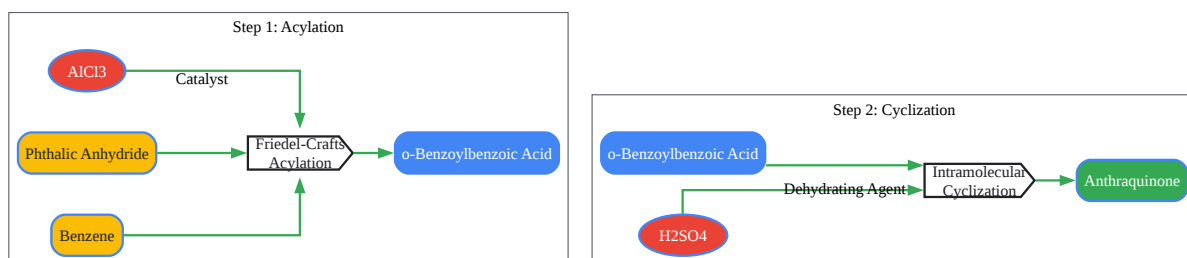 Step 1: Acylation
AlCl3
Catalyst
Phthalic Anhydride
Friedel-Crafts
Acylation
o-Benzoylbenzoic Acid
Benzene
Step 2: Cyclization
o-Benzoylbenzoic Acid
Intramolecular
Cyclization
Anthraquinone
Dehydrating Agent
H2SO4